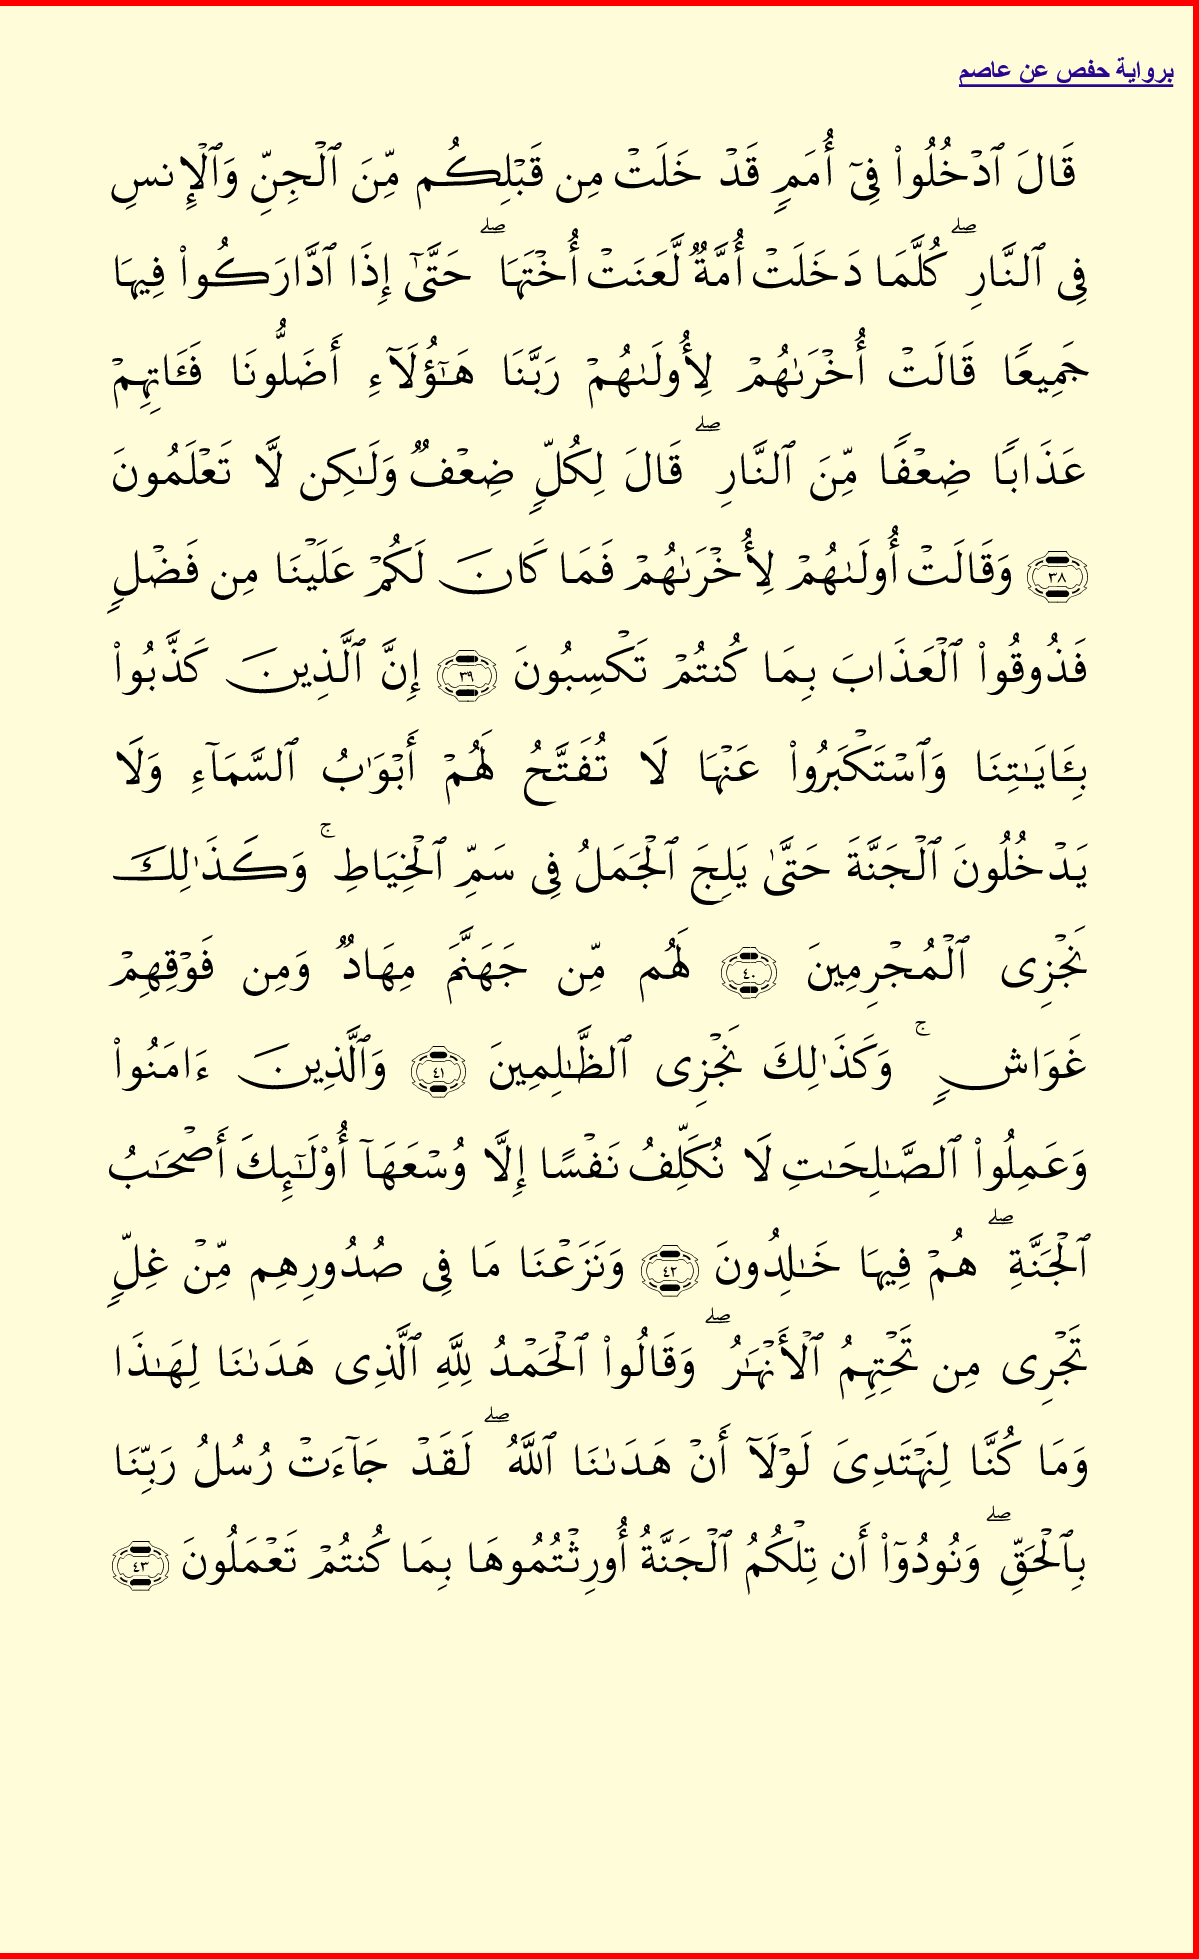 برواية حفص عن عاصم
قَالَ ٱدْخُلُوا۟ فِىٓ أُمَمٍۢ قَدْ خَلَتْ مِن قَبْلِكُم مِّنَ ٱلْجِنِّ وَٱلْإِنسِ
فِى ٱلنَّارِ ۖ كُلَّمَا دَخَلَتْ أُمَّةٌۭ لَّعَنَتْ أُخْتَهَا ۖ حَتَّىٰٓ إِذَا ٱدَّارَكُوا۟ فِيهَا
جَمِيعًۭا قَالَتْ أُخْرَىٰهُمْ لِأُولَىٰهُمْ رَبَّنَا هَـٰٓؤُلَآءِ أَضَلُّونَا فَـَٔاتِهِمْ
عَذَابًۭا ضِعْفًۭا مِّنَ ٱلنَّارِ ۖ قَالَ لِكُلٍّۢ ضِعْفٌۭ وَلَـٰكِن لَّا تَعْلَمُونَ
٣٨ وَقَالَتْ أُولَىٰهُمْ لِأُخْرَىٰهُمْ فَمَا كَانَ لَكُمْ عَلَيْنَا مِن فَضْلٍۢ
فَذُوقُوا۟ ٱلْعَذَابَ بِمَا كُنتُمْ تَكْسِبُونَ ٣٩ إِنَّ ٱلَّذِينَ كَذَّبُوا۟
بِـَٔايَـٰتِنَا وَٱسْتَكْبَرُوا۟ عَنْهَا لَا تُفَتَّحُ لَهُمْ أَبْوَٰبُ ٱلسَّمَآءِ وَلَا
يَدْخُلُونَ ٱلْجَنَّةَ حَتَّىٰ يَلِجَ ٱلْجَمَلُ فِى سَمِّ ٱلْخِيَاطِ ۚ وَكَذَٰلِكَ
نَجْزِى ٱلْمُجْرِمِينَ ٤٠ لَهُم مِّن جَهَنَّمَ مِهَادٌۭ وَمِن فَوْقِهِمْ
غَوَاشٍۢ ۚ وَكَذَٰلِكَ نَجْزِى ٱلظَّـٰلِمِينَ ٤١ وَٱلَّذِينَ ءَامَنُوا۟
وَعَمِلُوا۟ ٱلصَّـٰلِحَـٰتِ لَا نُكَلِّفُ نَفْسًا إِلَّا وُسْعَهَآ أُو۟لَـٰٓئِكَ أَصْحَـٰبُ
ٱلْجَنَّةِ ۖ هُمْ فِيهَا خَـٰلِدُونَ ٤٢ وَنَزَعْنَا مَا فِى صُدُورِهِم مِّنْ غِلٍّۢ
تَجْرِى مِن تَحْتِهِمُ ٱلْأَنْهَـٰرُ ۖ وَقَالُوا۟ ٱلْحَمْدُ لِلَّهِ ٱلَّذِى هَدَىٰنَا لِهَـٰذَا
وَمَا كُنَّا لِنَهْتَدِىَ لَوْلَآ أَنْ هَدَىٰنَا ٱللَّهُ ۖ لَقَدْ جَآءَتْ رُسُلُ رَبِّنَا
بِٱلْحَقِّ ۖ وَنُودُوٓا۟ أَن تِلْكُمُ ٱلْجَنَّةُ أُورِثْتُمُوهَا بِمَا كُنتُمْ تَعْمَلُونَ ٤٣